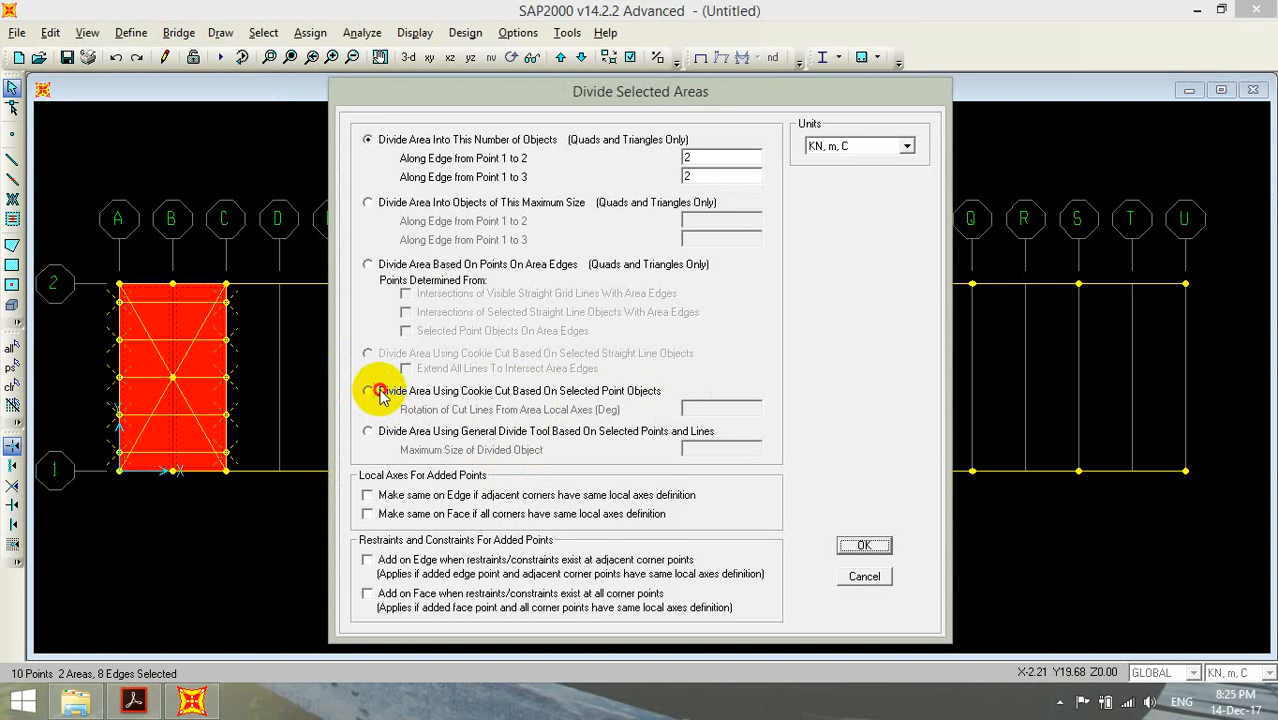 SAP2000 v14.2.2 Advanced - (Untitled)
File Edit View Define Bridge Draw Select Assign Analyze Display Design Options Tools Help
3-d xy xz yz nv nd
Divide Selected Areas
Divide Area Into This Number of Objects (Quads and Triangles Only)
Along Edge from Point 1 to 2 2
Along Edge from Point 1 to 3 2
Divide Area Into Objects of This Maximum Size (Quads and Triangles Only)
Along Edge from Point 1 to 2
Along Edge from Point 1 to 3
Divide Area Based On Points On Area Edges (Quads and Triangles Only)
Points Determined From:
Intersections of Visible Straight Grid Lines With Area Edges
Intersections of Selected Straight Line Objects With Area Edges
Selected Point Objects On Area Edges
Divide Area Using Cookie Cut Based On Selected Straight Line Objects
Extend All Lines To Intersect Area Edges
Divide Area Using Cookie Cut Based On Selected Point Objects
Rotation of Cut Lines From Area Local Axes (Deg)
Divide Area Using General Divide Tool Based On Selected Points and Lines
Maximum Size of Divided Object
Local Axes For Added Points
Make same on Edge if adjacent corners have same local axes definition
Make same on Face if all corners have same local axes definition
Restraints and Constraints For Added Points
Add on Edge when restraints/constraints exist at adjacent corner points
(Applies if added edge point and adjacent corner points have same local axes definition)
Add on Face when restraints/constraints exist at all corner points
(Applies if added face point and all corner points have same local axes definition)
Units
KN, m, C
OK
Cancel
A B C D Q R S T U
2
1
Y
X
all
ps
clr
10 Points 2 Areas, 8 Edges Selected
X-2.21 Y19.68 Z0.00
GLOBAL
KN, m, C
ENG
8:25 PM
14-Dec-17